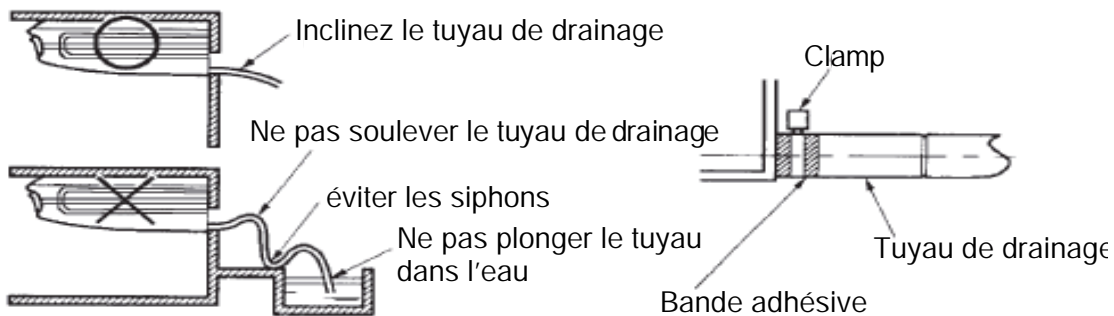 Inclinez le tuyau de drainage
Ne pas soulever le tuyau de drainage
éviter les siphons
Ne pas plonger le tuyau
dans l'eau
Clamp
Tuyau de drainage
Bande adhésive